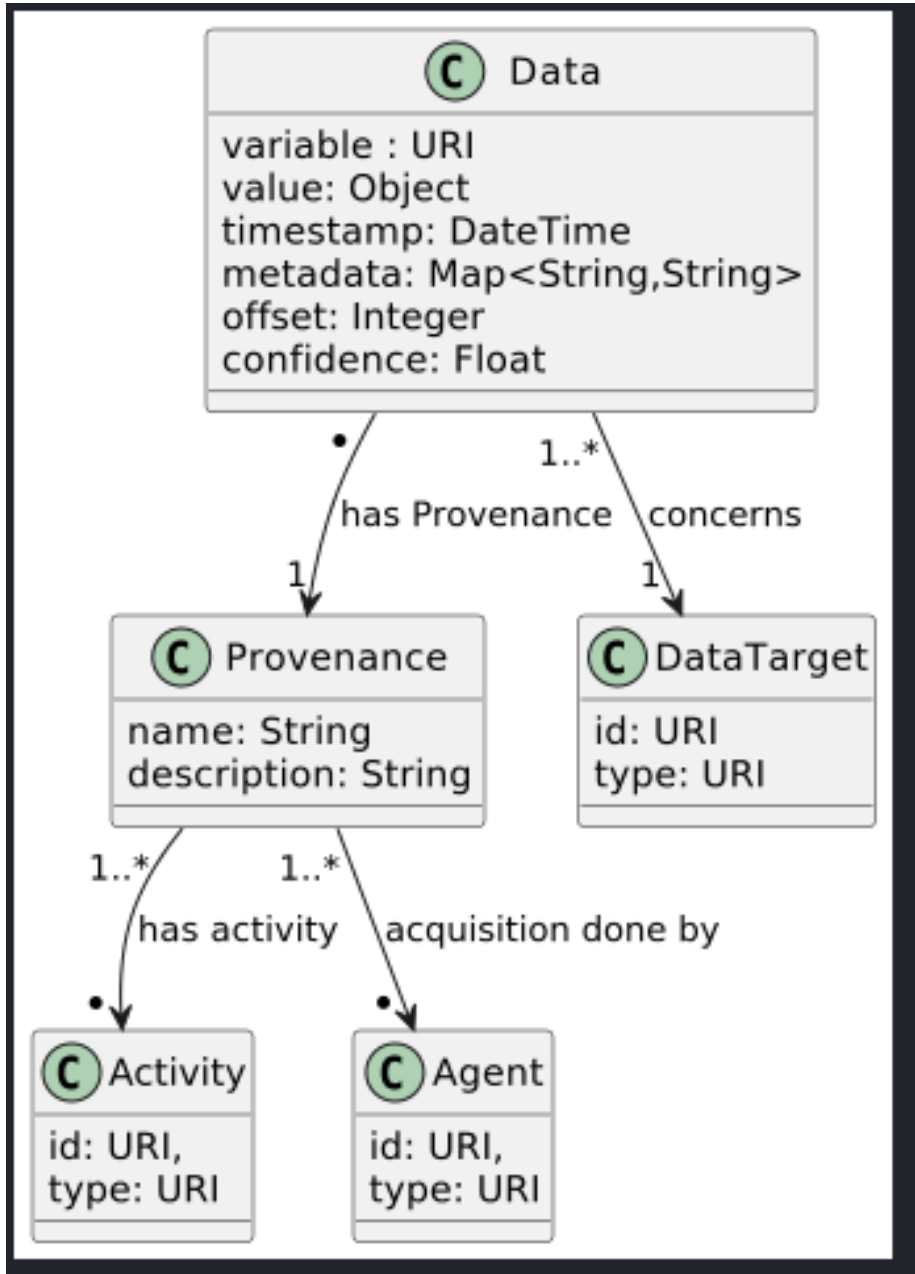 C Data
variable : URI
value: Object
timestamp: DateTime
metadata: Map<String,String>
offset: Integer
confidence: Float
•
1..*
has Provenance
concerns
1
1
C Provenance
name: String
description: String
C DataTarget
id: URI
type: URI
1..*
1..*
has activity
acquisition done by
•
•
C Activity
id: URI,
type: URI
C Agent
id: URI,
type: URI